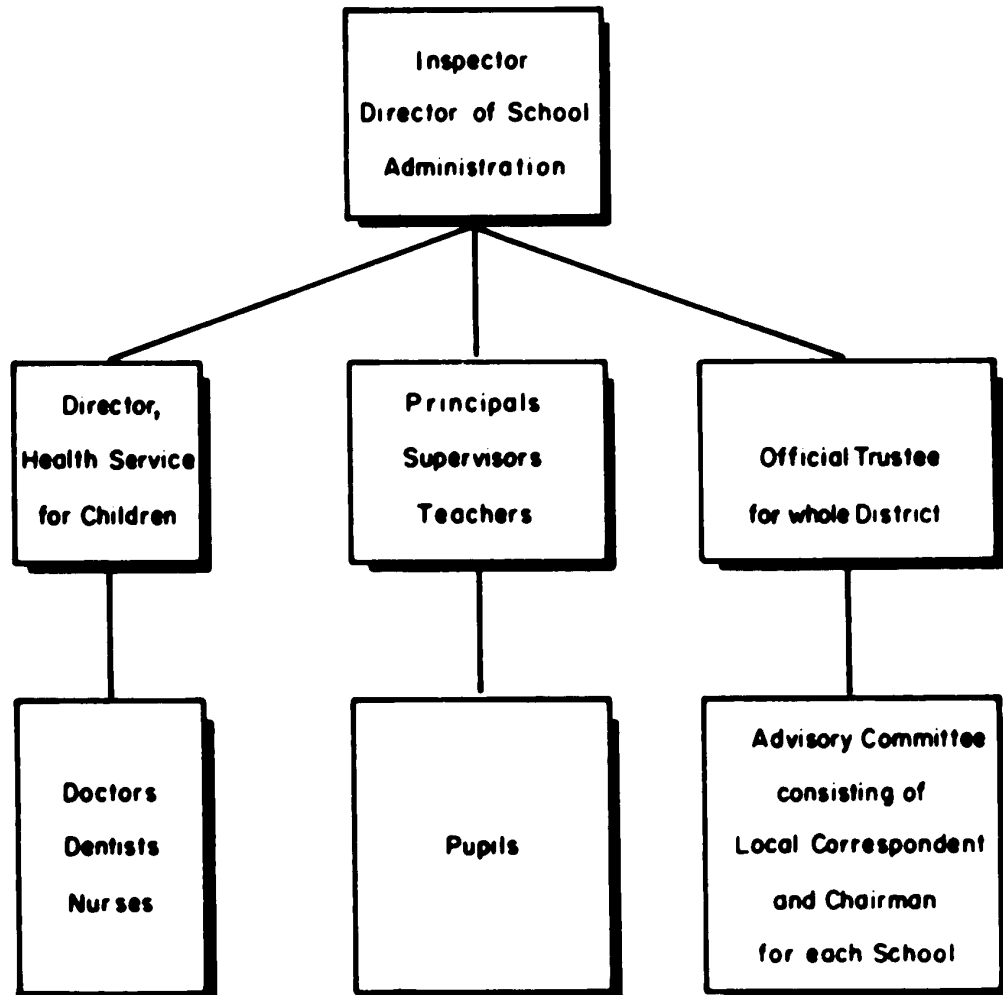 Inspector
Director of School
Administration
Director,
Health Service
for Children
Principals
Supervisors
Teachers
Official Trustee
for whole District
Doctors
Dentists
Nurses
Pupils
Advisory Committee
consisting of
Local Correspondent
and Chairman
for each School